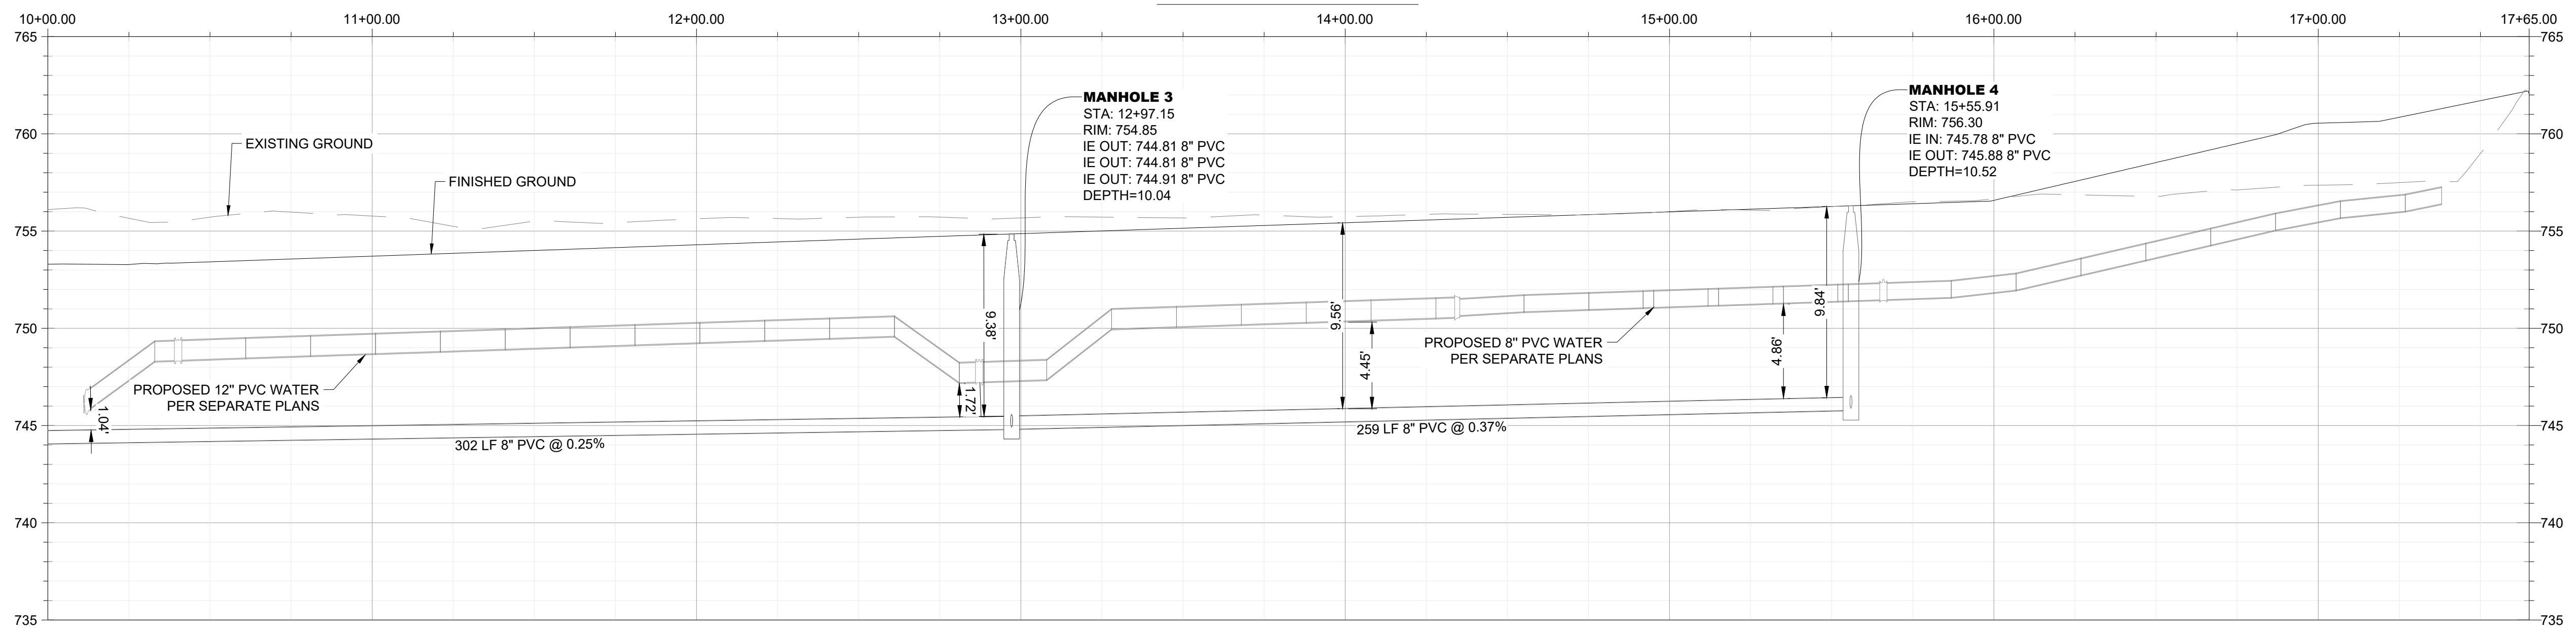 10+00.00 11+00.00 12+00.00 13+00.00 14+00.00 15+00.00 16+00.00 17+00.00 17+65.00
765 765
MANHOLE 3
STA: 12+97.15
RIM: 754.85
IE OUT: 744.81 8" PVC
IE OUT: 744.81 8" PVC
IE OUT: 744.91 8" PVC
DEPTH=10.04
MANHOLE 4
STA: 15+55.91
RIM: 756.30
IE IN: 745.78 8" PVC
IE OUT: 745.88 8" PVC
DEPTH=10.52
760 760
EXISTING GROUND
FINISHED GROUND
755 755
750 750
9.38'
9.56'
9.84'
PROPOSED 8" PVC WATER
PER SEPARATE PLANS
4.45'
4.86'
PROPOSED 12" PVC WATER
PER SEPARATE PLANS
1.04'
1.72'
745 745
302 LF 8" PVC @ 0.25%
259 LF 8" PVC @ 0.37%
740 740
735 735